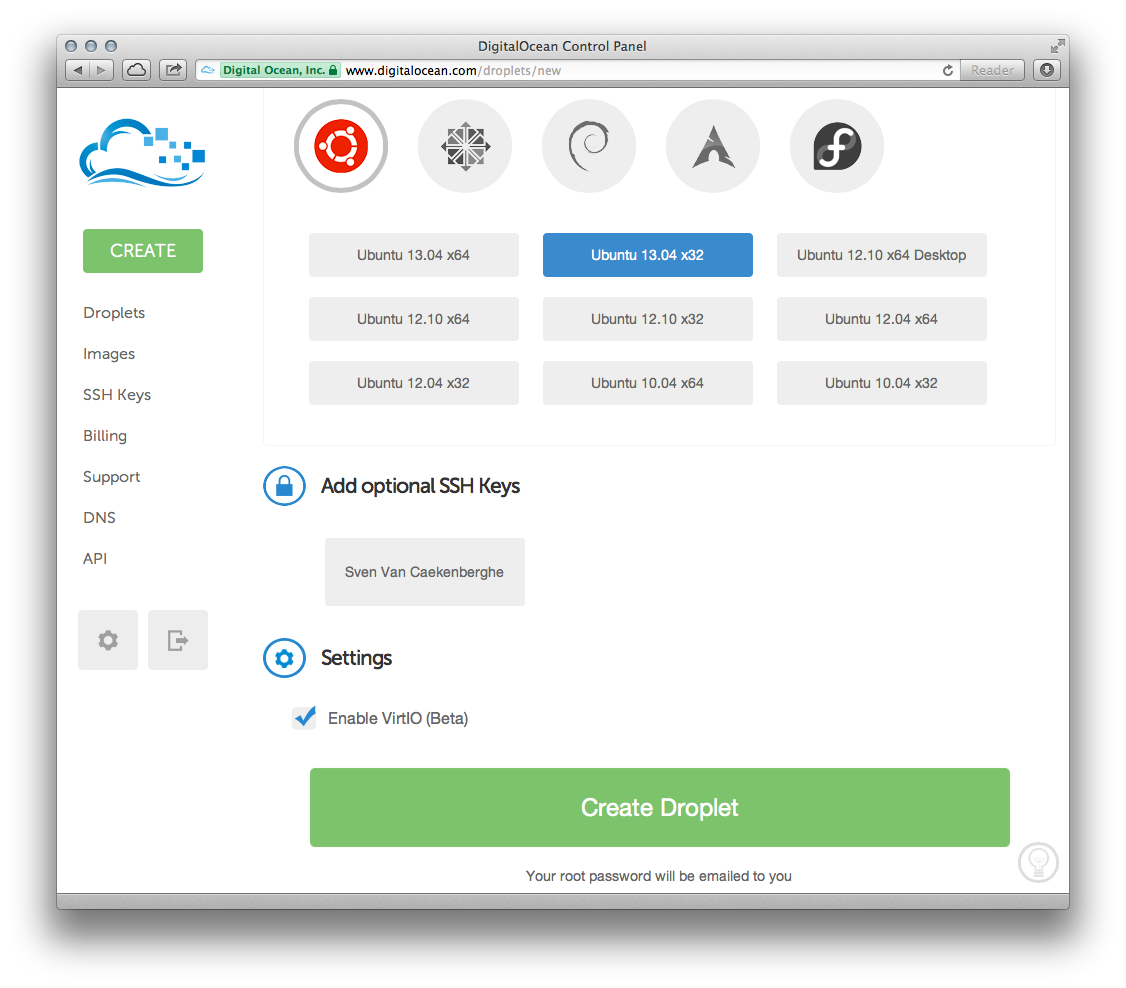 DigitalOcean Control Panel
Digital Ocean, Inc. www.digitalocean.com/droplets/new Reader
CREATE
Droplets
Images
SSH Keys
Billing
Support
DNS
API
Ubuntu 13.04 x64 Ubuntu 13.04 x32 Ubuntu 12.10 x64 Desktop
Ubuntu 12.10 x64 Ubuntu 12.10 x32 Ubuntu 12.04 x64
Ubuntu 12.04 x32 Ubuntu 10.04 x64 Ubuntu 10.04 x32
Add optional SSH Keys
Sven Van Caekenberghe
Settings
Enable VirtIO (Beta)
Create Droplet
Your root password will be emailed to you